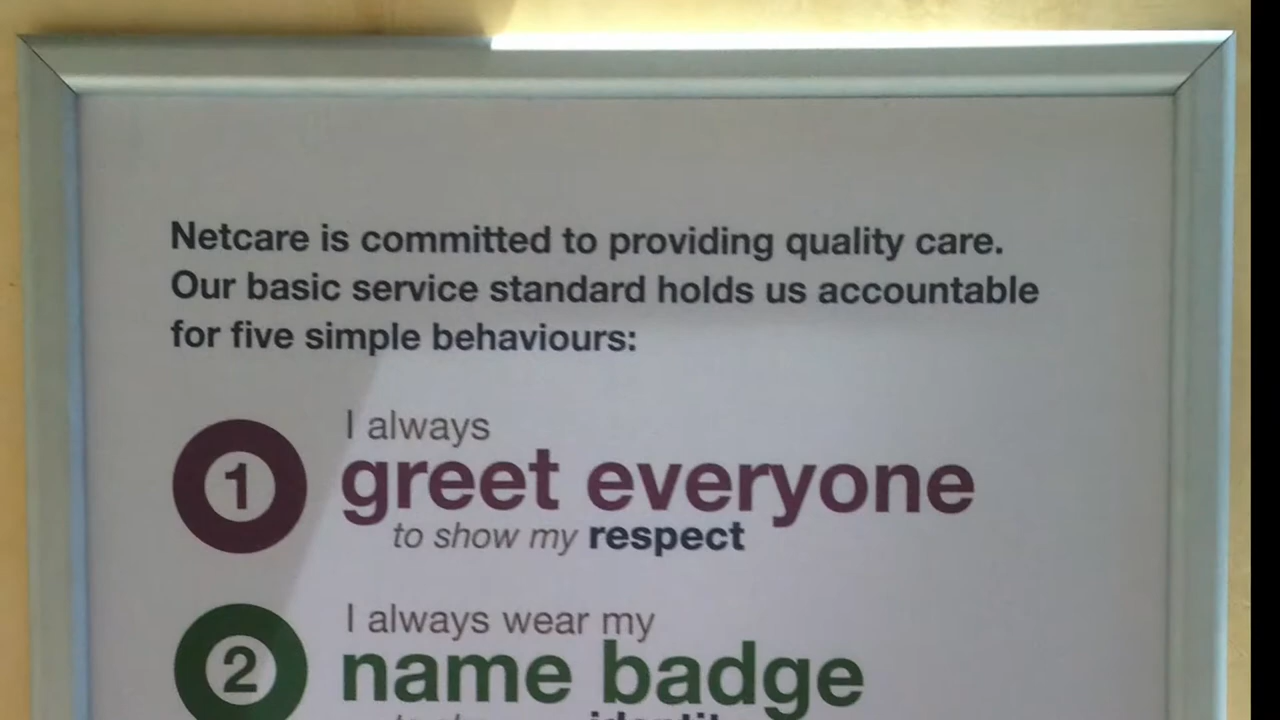 Netcare is committed to providing quality care.
Our basic service standard holds us accountable
for five simple behaviours:
1
I always
greet everyone
to show my respect
2
I always wear my
name badge